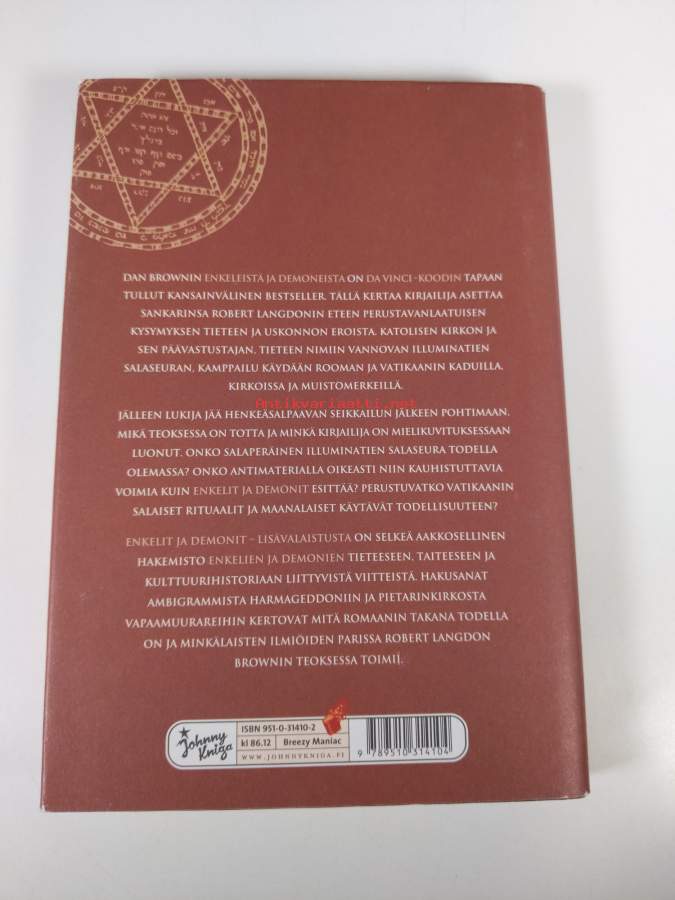 DAN BROWNIN ENKELEISTÄ JA DEMONEISTA ON DA VINCI -KOODIN TAPAAN
TULLUT KANSAINVÄLINEN BESTSELLER. TÄLLÄ KERTAA KIRJAILIJA ASETTAA
SANKARINSA ROBERT LANGDONIN ETEEN PERUSTAVANLAATUISEN
KYSYMYKSEN TIETEEN JA USKONNON EROISTA. KATOLISEN KIRKON JA
SEN PÄÄVASTUSTAJAN, TIETEEN NIMIIN VANNOVAN ILLUMINATIEN
SALASEURAN, KAMPPAILU KÄYDÄÄN ROOMAN JA VATIKAANIN KADUILLA,
KIRKOISSA JA MUISTOMERKEILLÄ.
Antikvariaatti.net
JÄLLEEN LUKIJA JÄÄ HENKEÄSALPAAVAN SEIKKAILUN JÄLKEEN POHTIMAAN,
MIKÄ TEOKSESSA ON TOTTA JA MINKÄ KIRJAILIJA ON MIELIKUVITUKSESSAAN
LUONUT. ONKO SALAPERÄINEN ILLUMINATIEN SALASEURA TODELLA
OLEMASSA? ONKO ANTIMATERIALLA OIKEASTI NIIN KAUHISTUTTAVIA
VOIMIA KUIN ENKELIT JA DEMONIT ESITTÄÄ? PERUSTUVATKO VATIKAANIN
SALAISET RITUAALIT JA MAANALAISET KÄYTÄVÄT TODELLISUUTEEN?
ENKELIT JA DEMONIT – LISÄVALAISTUSTA ON SELKEÄ AAKKOSELLINEN
HAKEMISTO ENKELIEN JA DEMONIEN TIETEESEEN, TAITEESEEN JA
KULTTUURIHISTORIAAN LIITTYVISTÄ VIITTEISTÄ. HAKUSANAT
AMBIGRAMMISTA HARMAGEDDONIIN JA PIETARINKIRKOSTA
VAPAAMUURAREIHIN KERTOVAT MITÄ ROMAANIN TAKANA TODELLA
ON JA MINKÄLAISTEN ILMIÖIDEN PARISSA ROBERT LANGDON
BROWNIN TEOKSESSA TOIMII.
Johnny
Kniga
ISBN 951-0-31410-2
kl 86.12 Breezy Maniac
WWW.JOHNNYKNIGA.FI
9 789510 314104